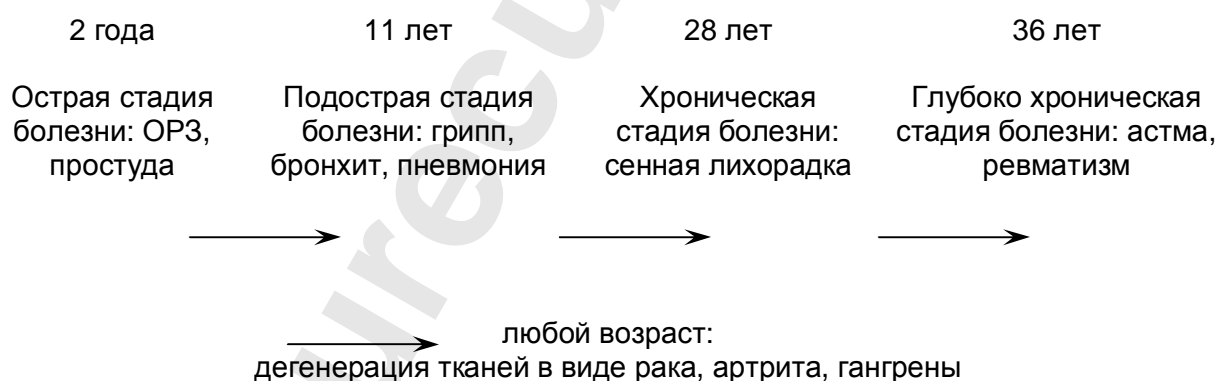 2 года
11 лет
28 лет
36 лет
Острая стадия
болезни: ОРЗ,
простуда
Подострая стадия
болезни: грипп,
бронхит, пневмония
Хроническая
стадия болезни:
сенная лихорадка
Глубоко хроническая
стадия болезни: астма,
ревматизм
любой возраст:
дегенерация тканей в виде рака, артрита, гангрены